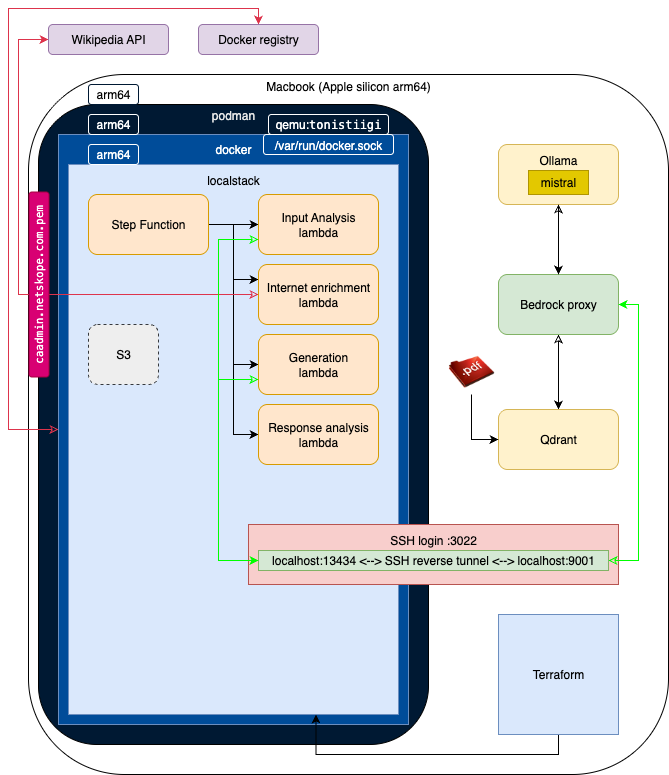 Wikipedia API
Docker registry
Macbook (Apple silicon arm64)
arm64
podman
arm64
qemu:tonistiigi
docker
/var/run/docker.sock
arm64
localstack
caadmin.netskope.com.pem
Step Function
Input Analysis
lambda
Internet enrichment
lambda
S3
Generation
lambda
Response analysis
lambda
Ollama
mistral
Bedrock proxy
.pdf
Qdrant
SSH login :3022
localhost:13434 <--> SSH reverse tunnel <--> localhost:9001
Terraform